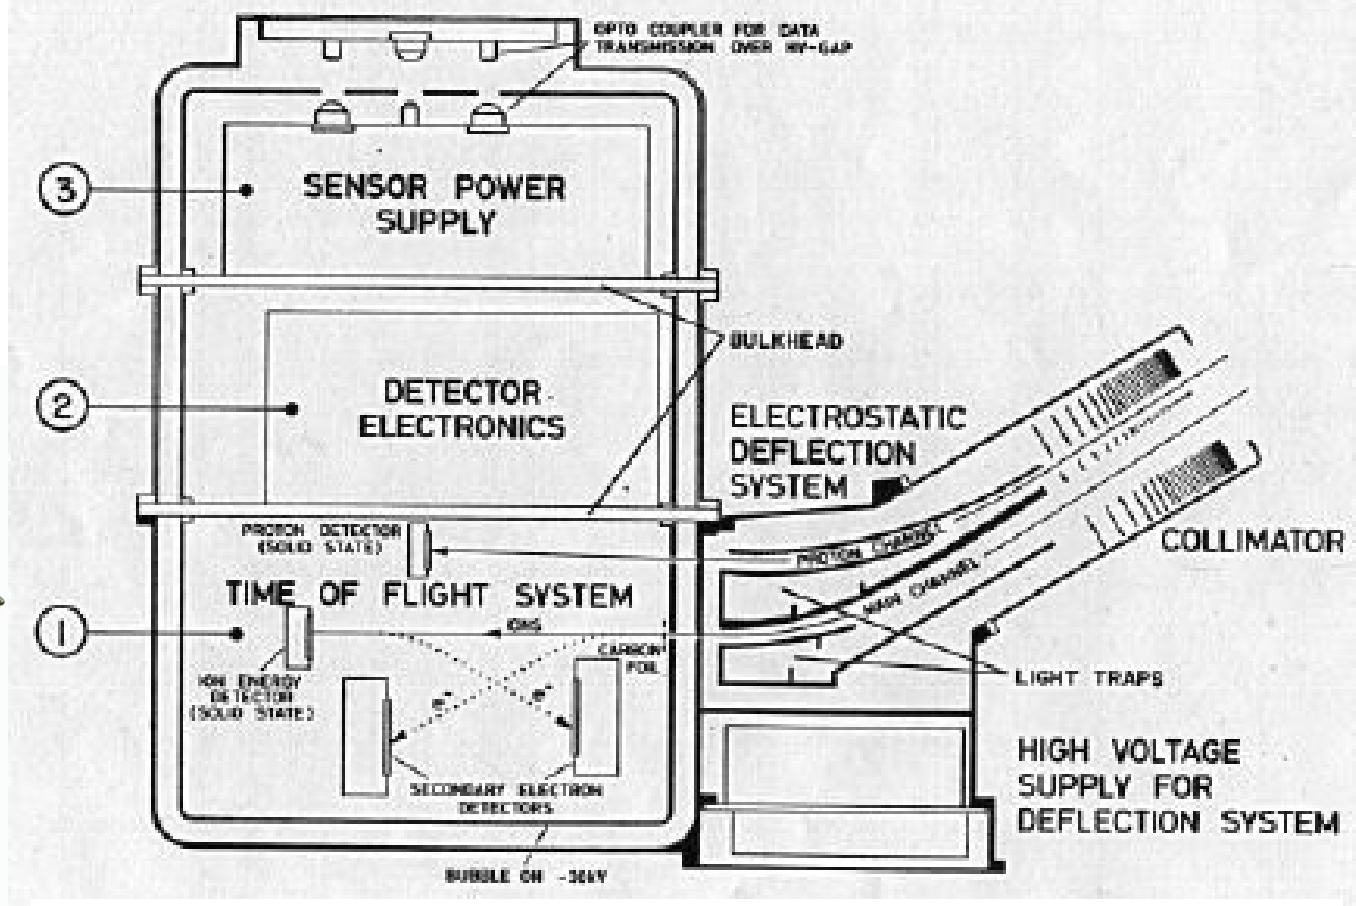 OPTO COUPLER FOR DATA
TRANSMISSION OVER HV-GAP
3
SENSOR POWER
SUPPLY
BULKHEAD
2
DETECTOR
ELECTRONICS
ELECTROSTATIC
DEFLECTION
SYSTEM
COLLIMATOR
PROTON DETECTOR
(SOLID STATE)
PROTON CHANNEL
MAIN CHANNEL
TIME OF FLIGHT SYSTEM
1
IONS
CARBON
FOIL
LIGHT TRAPS
ION ENERGY
DETECTOR
(SOLID STATE)
e⁻
e⁻
SECONDARY ELECTRON
DETECTORS
HIGH VOLTAGE
SUPPLY FOR
DEFLECTION SYSTEM
BUBBLE ON -30kV